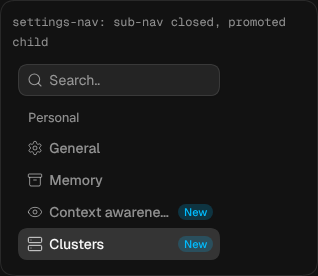 settings-nav: sub-nav closed, promoted
child
Search..
Personal
General
Memory
Context awarene... New
Clusters New